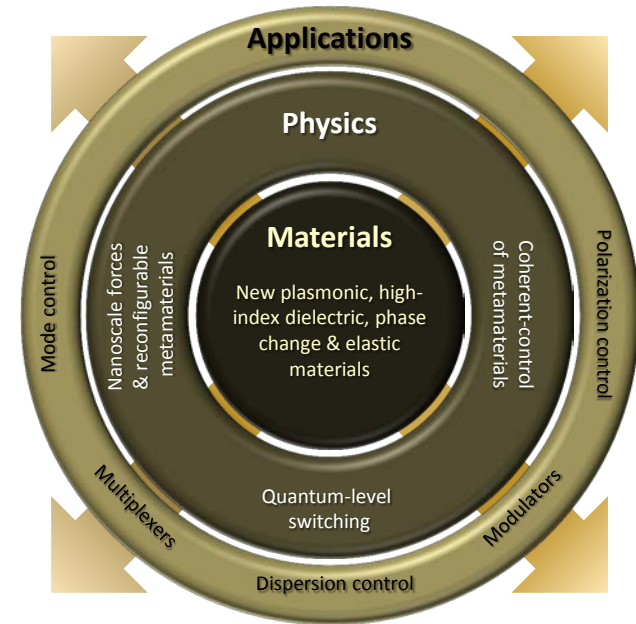 Applications
Physics
Materials
New plasmonic, high-
index dielectric, phase
change & elastic
materials
Nanoscale forces
& reconfigurable
metamaterials
Coherent-control
of metamaterials
Quantum-level
switching
Mode control
Polarization control
Multiplexers
Modulators
Dispersion control